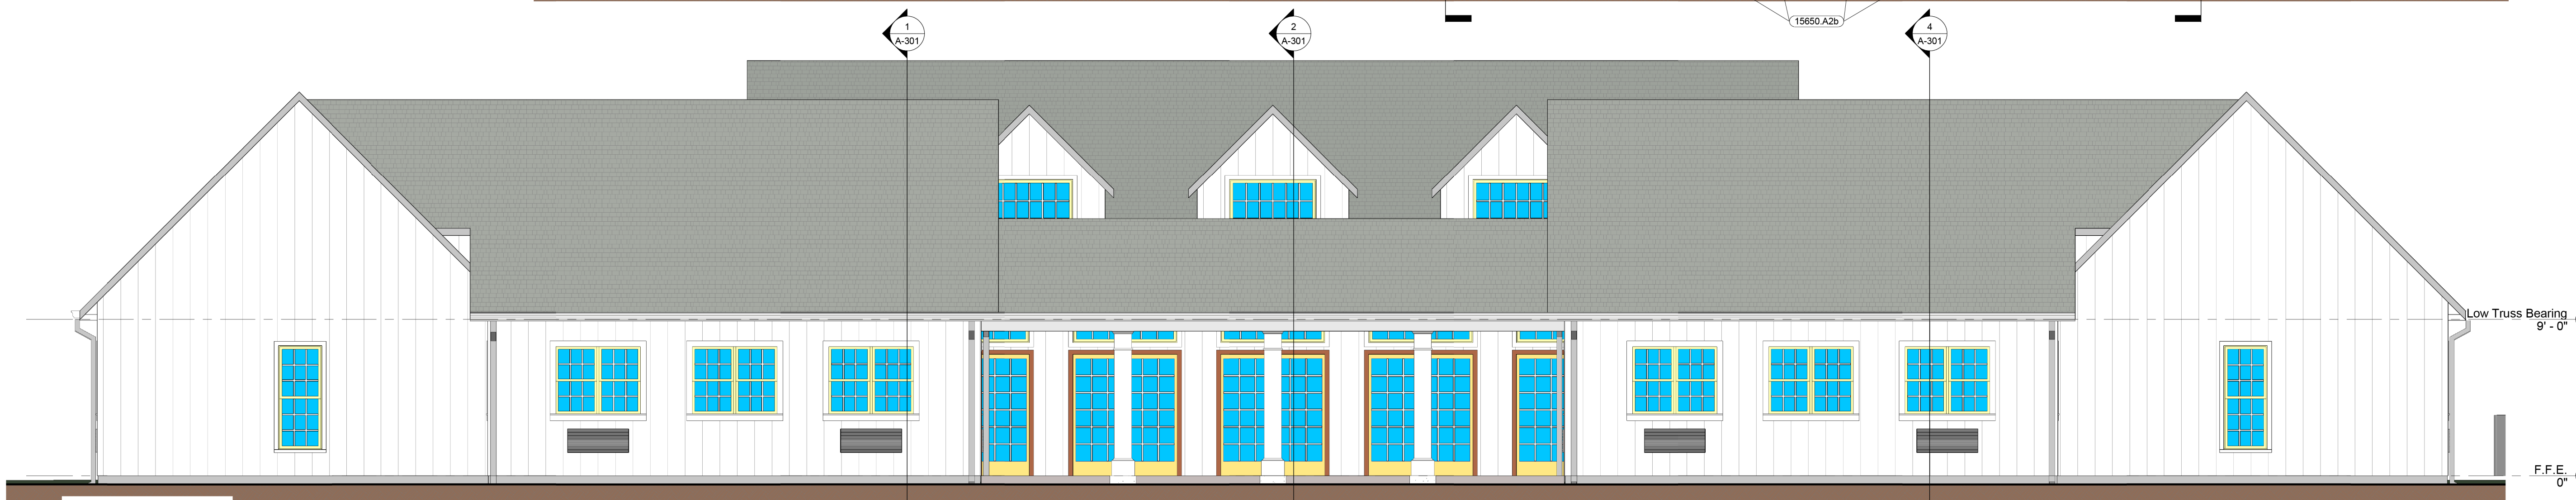 15650.A2b
1
A-301
2
A-301
4
A-301
Low Truss Bearing
9' - 0"
F.F.E.
0"